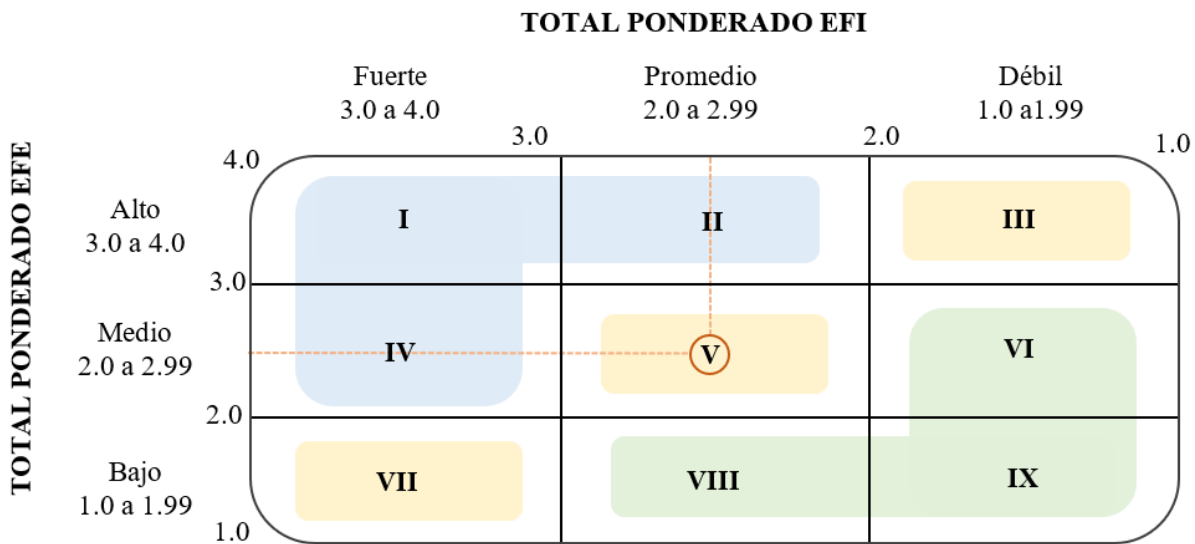 TOTAL PONDERADO EFI
Fuerte
3.0 a 4.0
Promedio
2.0 a 2.99
Débil
1.0 a1.99
4.0
3.0
2.0
1.0
TOTAL PONDERADO EFE
Alto
3.0 a 4.0
I
II
III
3.0
Medio
2.0 a 2.99
IV
V
VI
2.0
Bajo
1.0 a 1.99
VII
VIII
IX
1.0